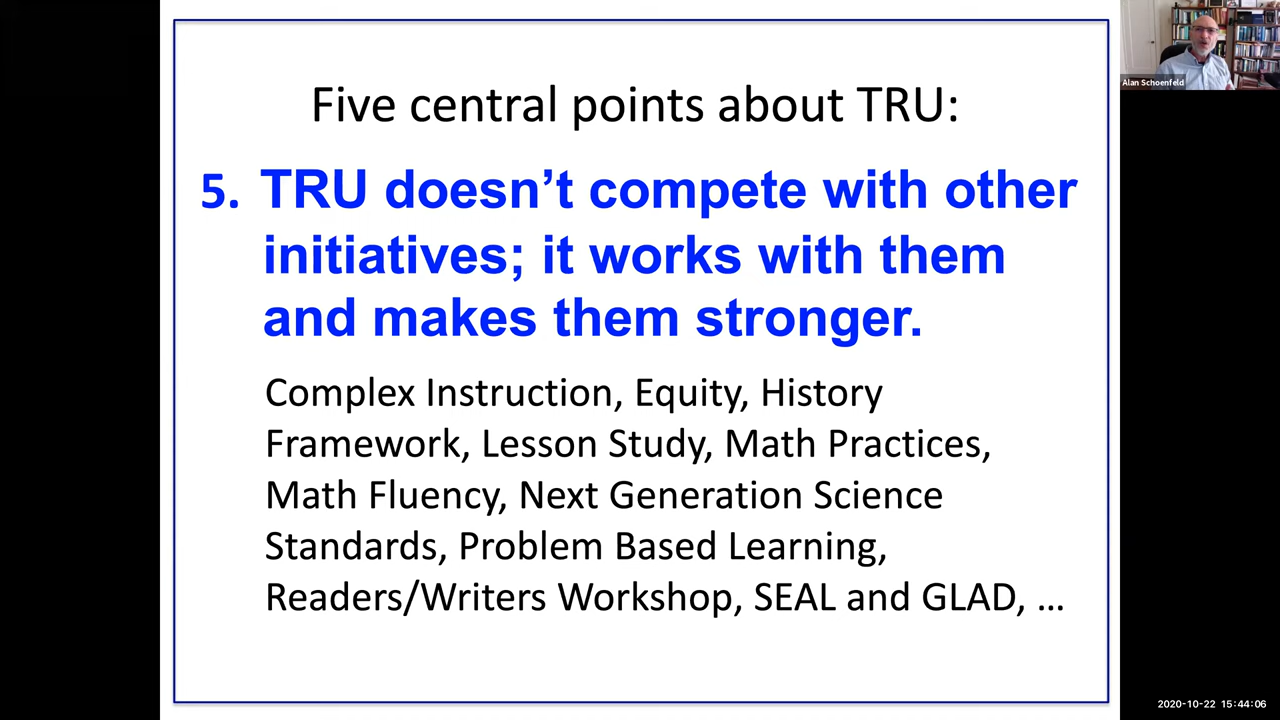 Five central points about TRU:
5. TRU doesn’t compete with other
initiatives; it works with them
and makes them stronger.
Complex Instruction, Equity, History
Framework, Lesson Study, Math Practices,
Math Fluency, Next Generation Science
Standards, Problem Based Learning,
Readers/Writers Workshop, SEAL and GLAD, …
Alan Schoenfeld
2020-10-22 15:44:06